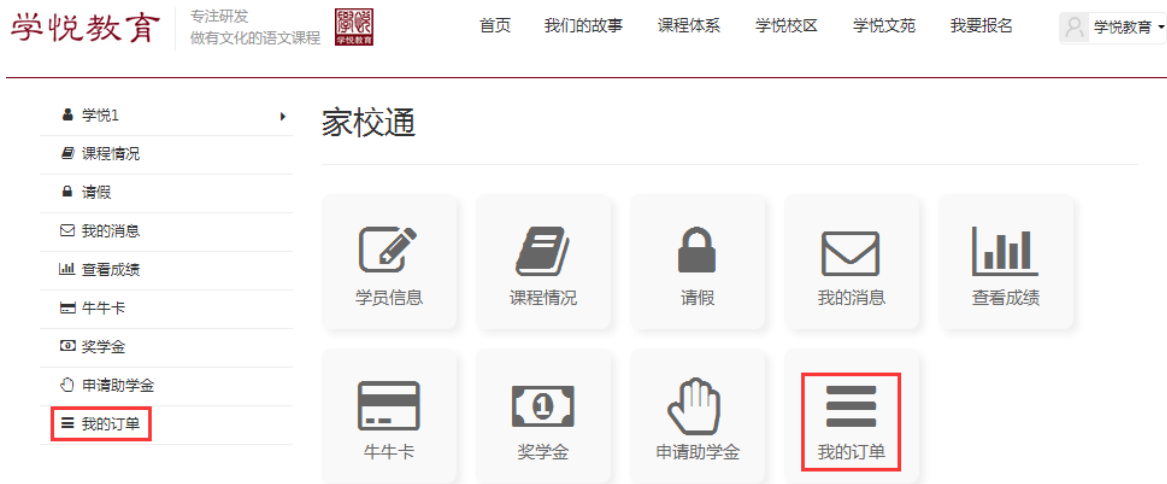 学悦教育
专注研发
做有文化的语文课程
学悦教育
首页 我们的故事 课程体系 学悦校区 学悦文苑 我要报名
学悦教育
学悦1
课程情况
请假
我的消息
查看成绩
牛牛卡
奖学金
申请助学金
我的订单
家校通
学员信息 课程情况 请假 我的消息 查看成绩
牛牛卡 奖学金 申请助学金 我的订单